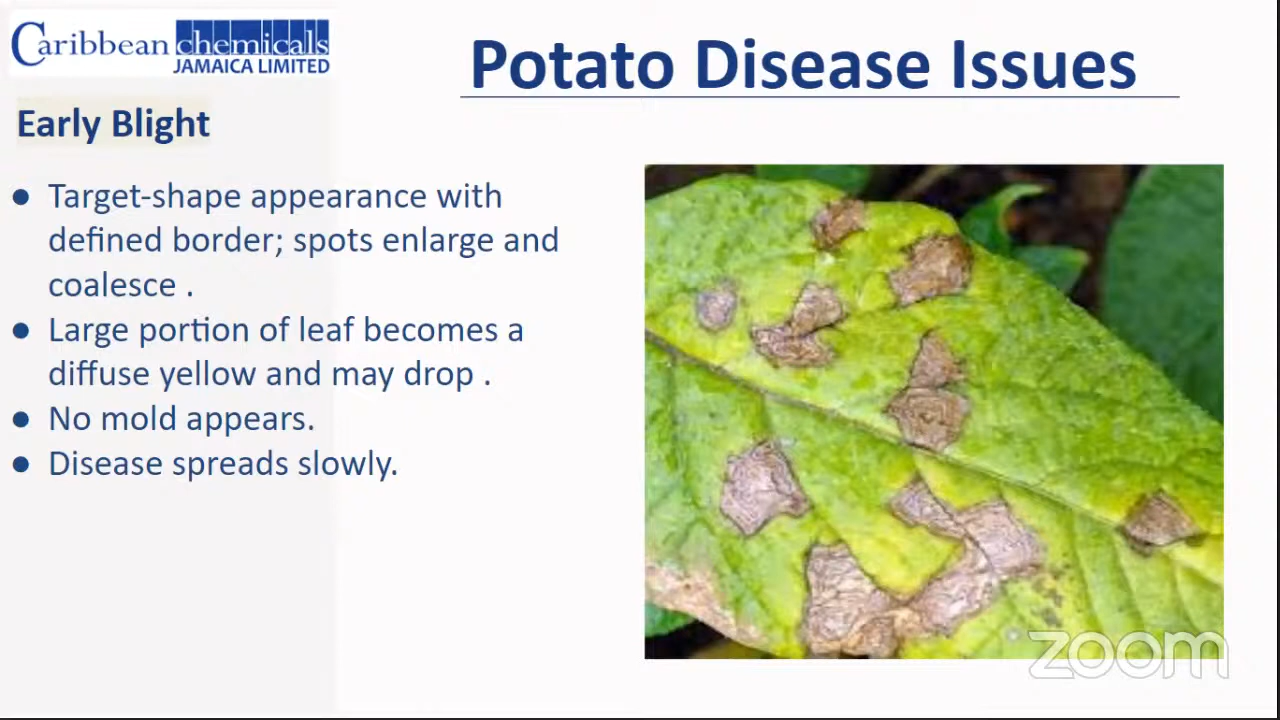 Caribbean chemicals
JAMAICA LIMITED
Potato Disease Issues
Early Blight
● Target-shape appearance with
defined border; spots enlarge and
coalesce .
● Large portion of leaf becomes a
diffuse yellow and may drop .
● No mold appears.
● Disease spreads slowly.
zoom